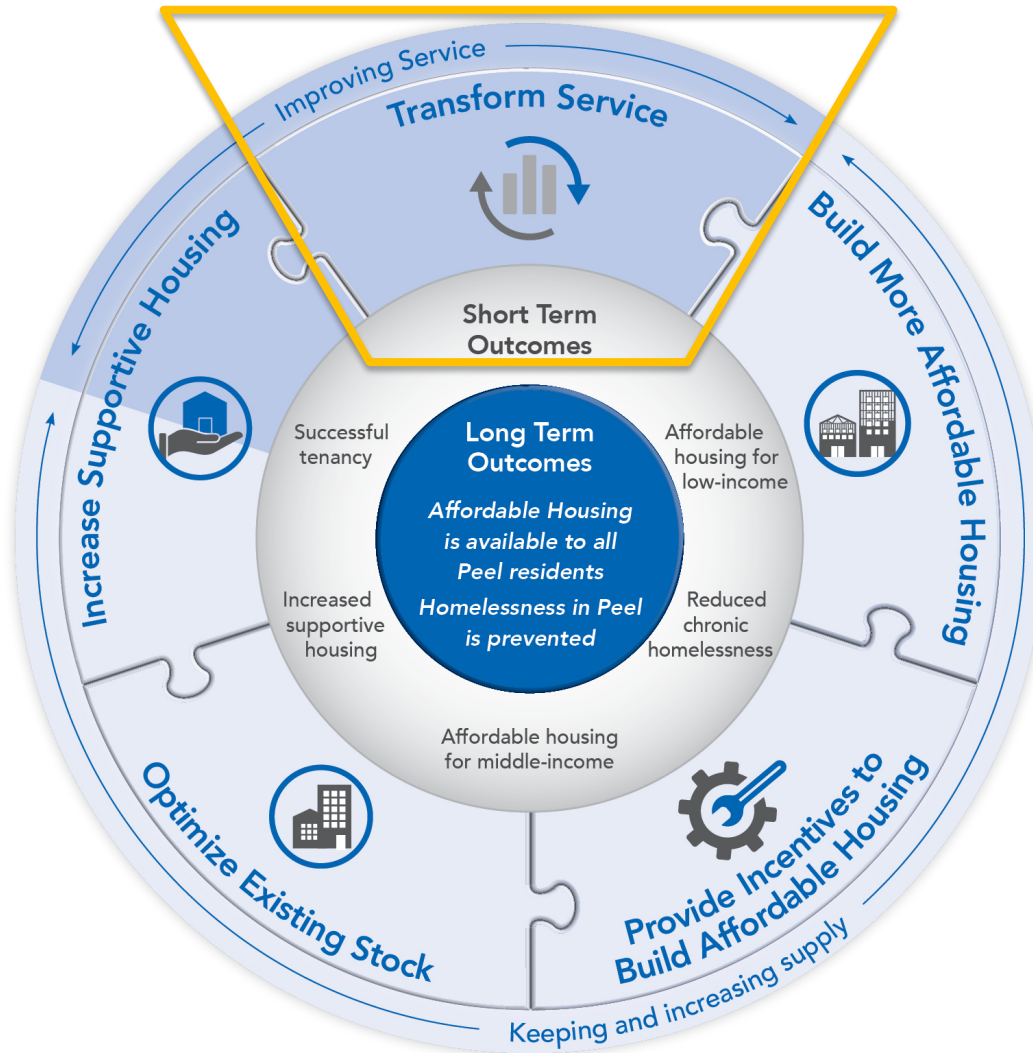 Improving Service
Transform Service
Build More Affordable Housing
Provide Incentives to
Build Affordable Housing
Keeping and increasing supply
Optimize Existing Stock
Increase Supportive Housing
Short Term
Outcomes
Successful
tenancy
Affordable
housing for
low-income
Increased
supportive
housing
Reduced
chronic
homelessness
Affordable housing
for middle-income
Long Term
Outcomes
Affordable Housing
is available to all
Peel residents
Homelessness in Peel
is prevented